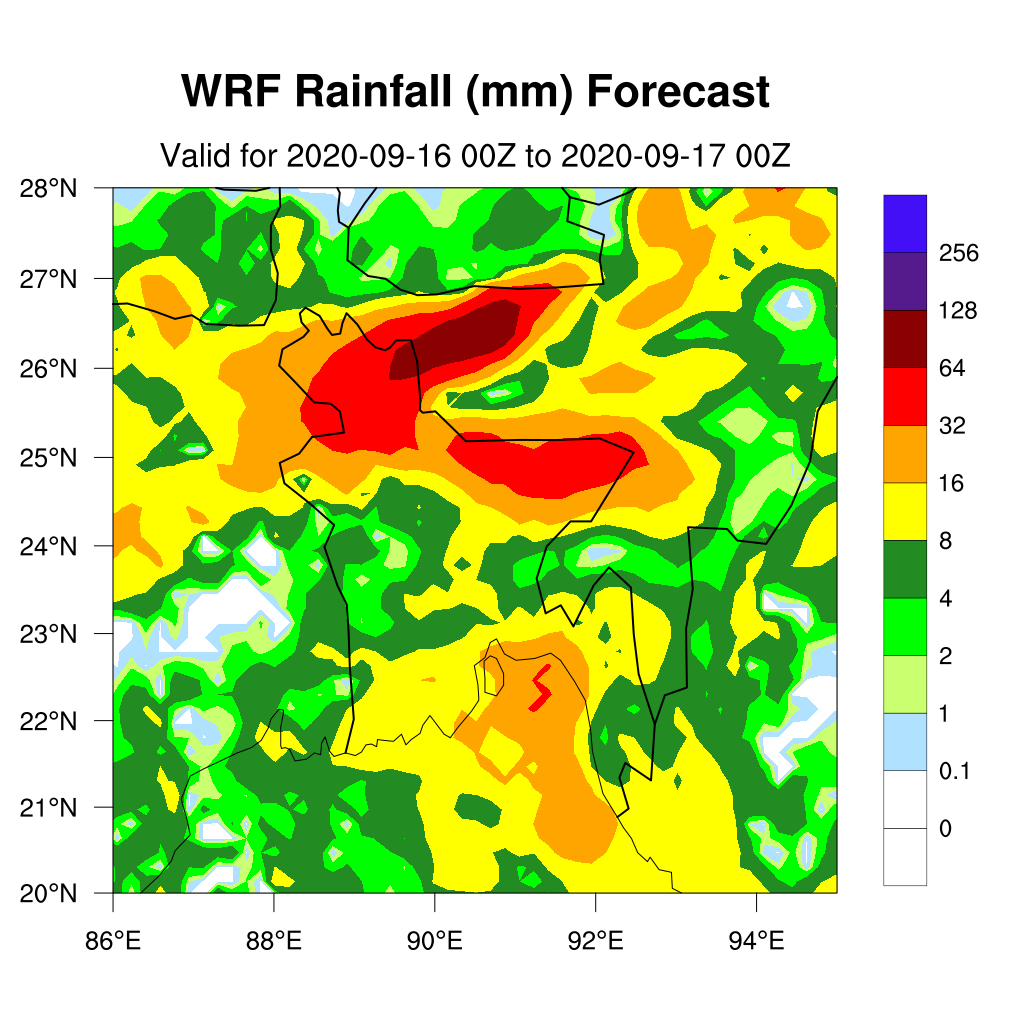 WRF Rainfall (mm) Forecast
Valid for 2020-09-16 00Z to 2020-09-17 00Z
28°N
27°N
26°N
25°N
24°N
23°N
22°N
21°N
20°N
86°E 88°E 90°E 92°E 94°E
256
128
64
32
16
8
4
2
1
0.1
0